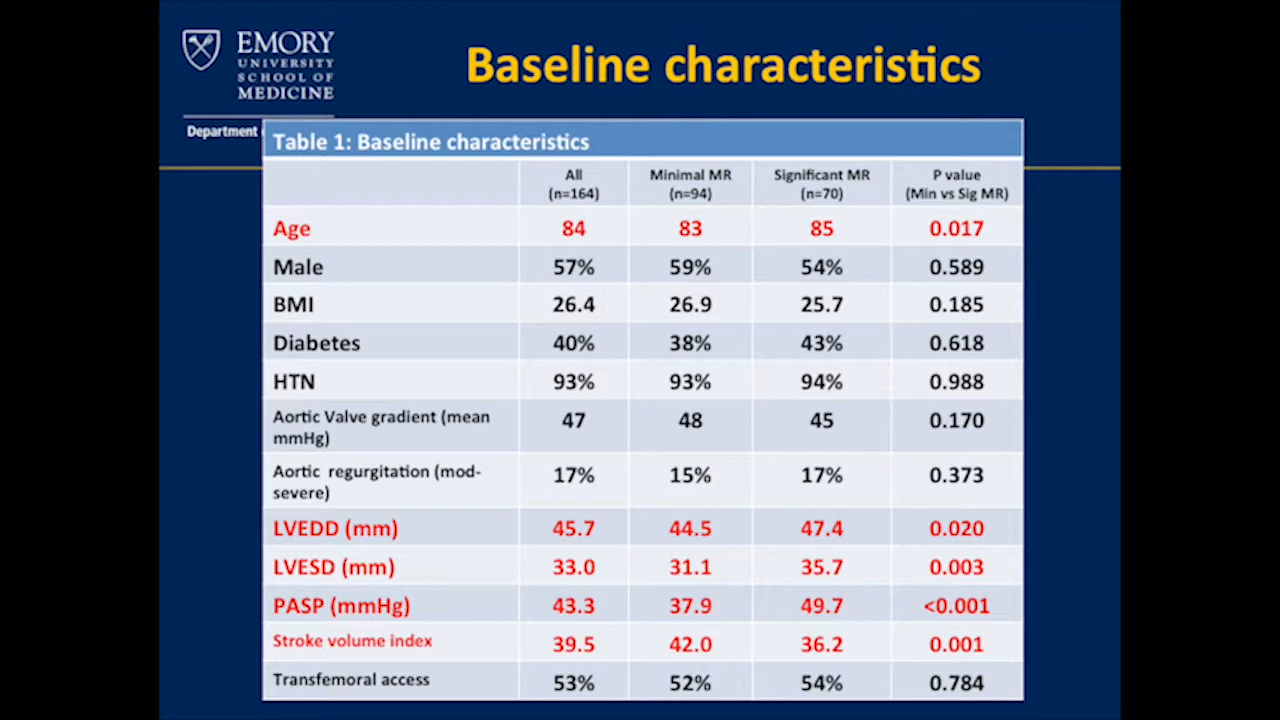 EMORY
UNIVERSITY
SCHOOL OF
MEDICINE
Department
Baseline characteristics
Table 1: Baseline characteristics
All (n=164) Minimal MR (n=94) Significant MR (n=70) P value (Min vs Sig MR)
Age 84 83 85 0.017
Male 57% 59% 54% 0.589
BMI 26.4 26.9 25.7 0.185
Diabetes 40% 38% 43% 0.618
HTN 93% 93% 94% 0.988
Aortic Valve gradient (mean mmHg) 47 48 45 0.170
Aortic regurgitation (mod-severe) 17% 15% 17% 0.373
LVEDD (mm) 45.7 44.5 47.4 0.020
LVESD (mm) 33.0 31.1 35.7 0.003
PASP (mmHg) 43.3 37.9 49.7 <0.001
Stroke volume index 39.5 42.0 36.2 0.001
Transfemoral access 53% 52% 54% 0.784